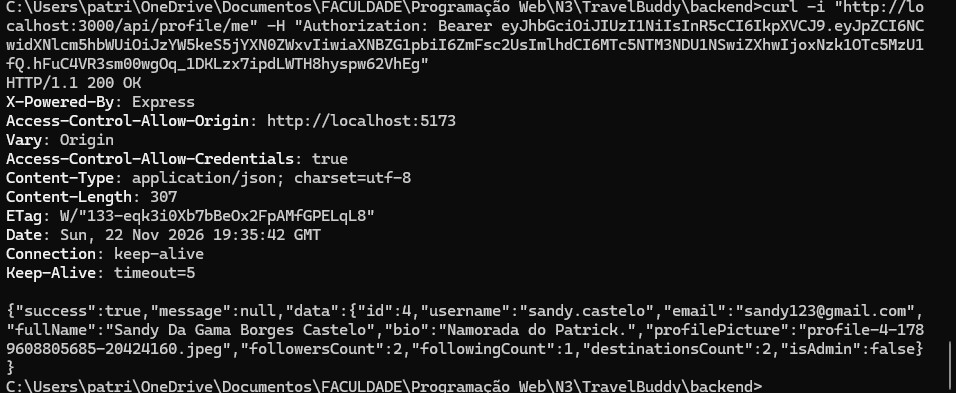 C:\Users\patri\OneDrive\Documentos\FACULDADE\Programação Web\N3\TravelBuddy\backend>curl -i "http://lo
calhost:3000/api/profile/me" -H "Authorization: Bearer eyJhbGciOiJIUzI1NiIsInR5cCI6IkpXVCJ9.eyJpZCI6NC
widXNlcm5hbWUiOiJzYW5keS5jYXN0ZWxvIiwiaXNBZG1pbiI6ZmFsc2UsImlhdCI6MTc5NTM3NDU1NSwiZXhwIjoxNzk1OTc5MzU1
fQ.hFuC4VR3sm00wgOq_1DKLzx7ipdLWTH8hyspw62VhEg"
HTTP/1.1 200 OK
X-Powered-By: Express
Access-Control-Allow-Origin: http://localhost:5173
Vary: Origin
Access-Control-Allow-Credentials: true
Content-Type: application/json; charset=utf-8
Content-Length: 307
ETag: W/"133-eqk3i0Xb7bBeOx2FpAMfGPELqL8"
Date: Sun, 22 Nov 2026 19:35:42 GMT
Connection: keep-alive
Keep-Alive: timeout=5

{"success":true,"message":null,"data":{"id":4,"username":"sandy.castelo","email":"sandy123@gmail.com",
"fullName":"Sandy Da Gama Borges Castelo","bio":"Namorada do Patrick.","profilePicture":"profile-4-178
9608805685-20424160.jpeg","followersCount":2,"followingCount":1,"destinationsCount":2,"isAdmin":false}
}
C:\Users\patri\OneDrive\Documentos\FACULDADE\Programação Web\N3\TravelBuddy\backend>